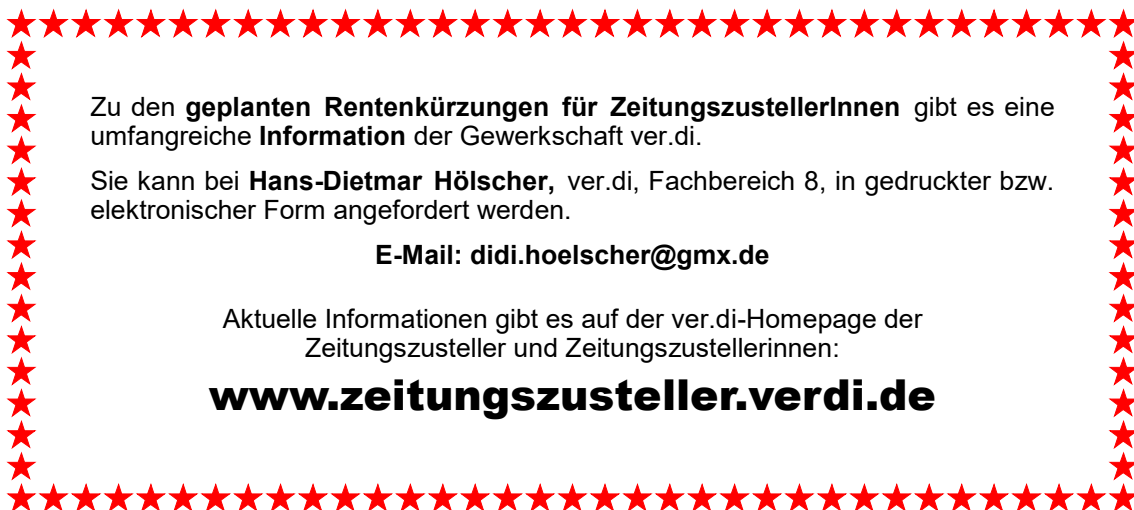 Zu den geplanten Rentenkürzungen für ZeitungszustellerInnen gibt es eine
umfangreiche Information der Gewerkschaft ver.di.
Sie kann bei Hans-Dietmar Hölscher, ver.di, Fachbereich 8, in gedruckter bzw.
elektronischer Form angefordert werden.
E-Mail: didi.hoelscher@gmx.de
Aktuelle Informationen gibt es auf der ver.di-Homepage der
Zeitungszusteller und Zeitungszustellerinnen:
www.zeitungszusteller.verdi.de